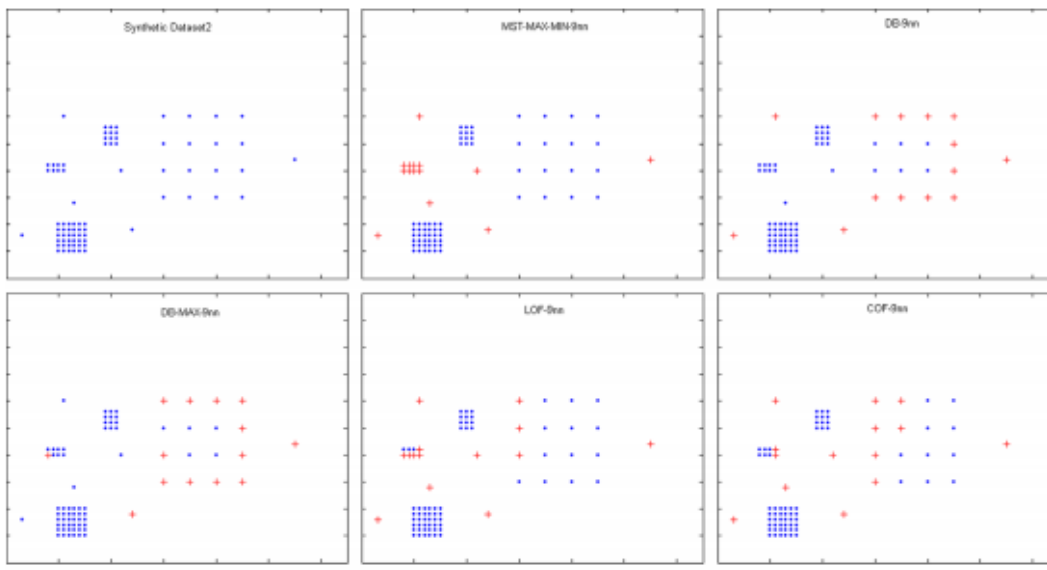 Synthetic Dataset2
MST-MAX-MIN-9nn
DB-9nn
DB-MAX-9nn
LOF-9nn
COF-9nn